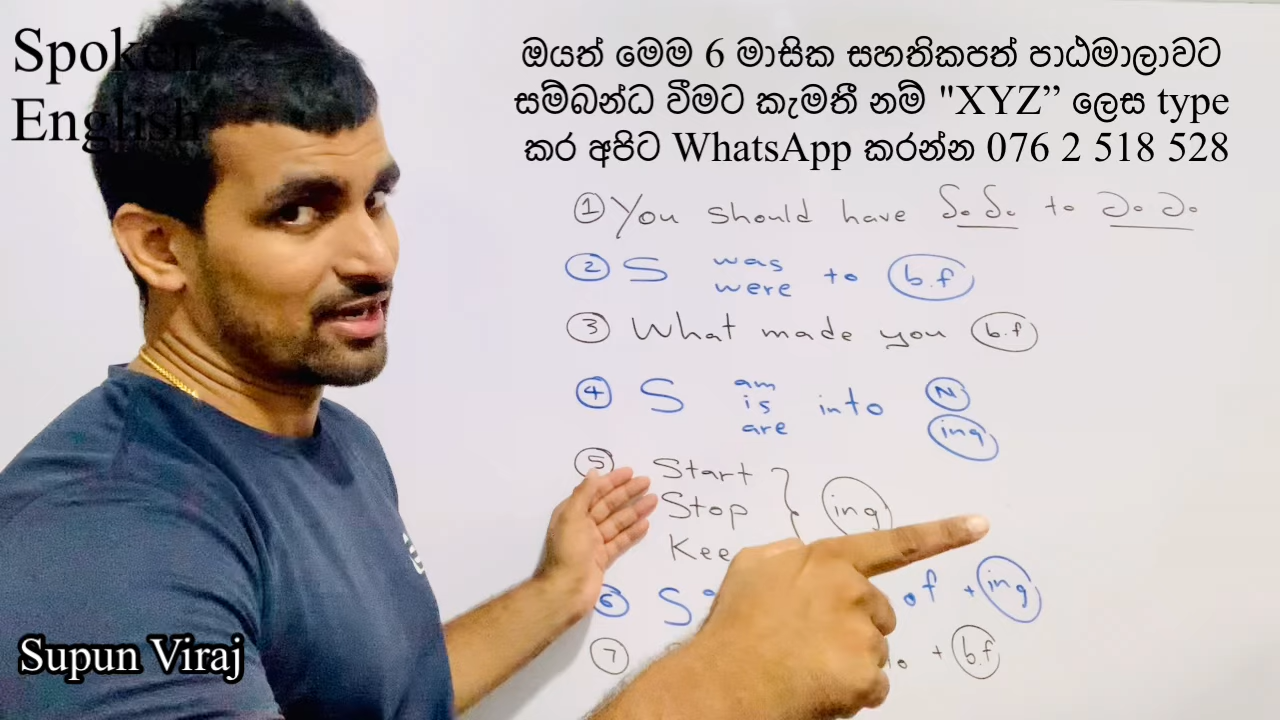 Spoken
English
ඔයත් මෙම 6 මාසික සහතිකපත් පාඨමාලාවට
සම්බන්ධ වීමට කැමතී නම් "XYZ” ලෙස type
කර අපිට WhatsApp කරන්න 076 2 518 528
① You should have to
② S was were to b.f
③ What made you b.f
④ S am is are into N ing
⑤ Start
Stop } ing
⑥ S of + ing
⑦ + b.f
Supun Viraj